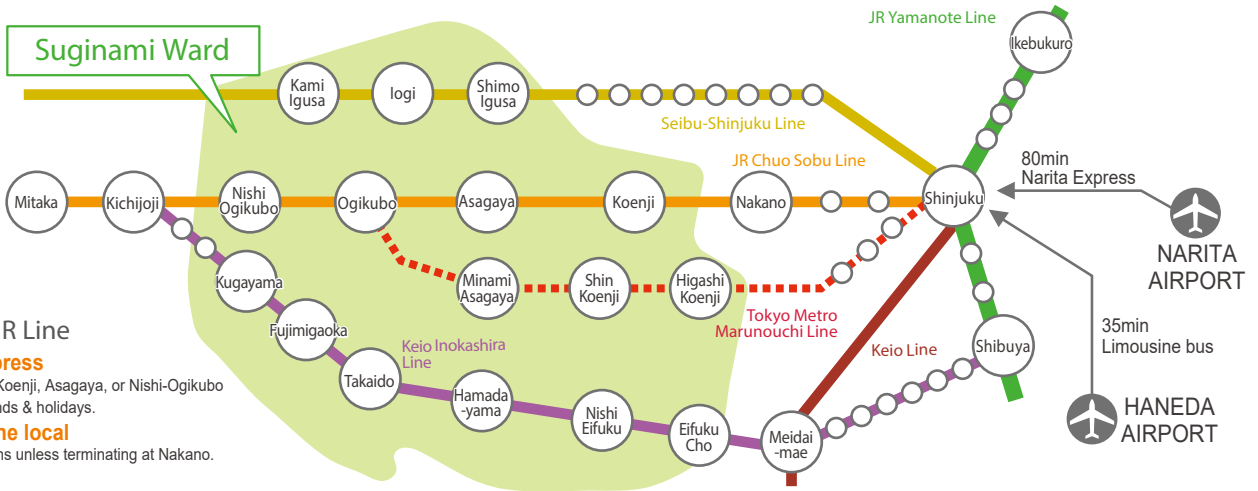 Suginami Ward
JR Yamanote Line
Ikebukuro
Kami
Igusa
Iogi
Shimo
Igusa
Seibu-Shinjuku Line
JR Chuo Sobu Line
80min
Narita Express
Mitaka
Kichijoji
Nishi
Ogikubo
Ogikubo
Asagaya
Koenji
Nakano
Shinjuku
NARITA
AIRPORT
Kugayama
Minami
Asagaya
Shin
Koenji
Higashi
Koenji
Tokyo Metro
Marunouchi Line
Fujimigaoka
Keio Inokashira
Line
Keio Line
Shibuya
35min
Limousine bus
Takaido
Hamada
-yama
Nishi
Eifuku
Eifuku
Cho
Meidai
-mae
HANEDA
AIRPORT
R Line
press
Koenji, Asagaya, or Nishi-Ogikubo
nds & holidays.
ne local
ns unless terminating at Nakano.